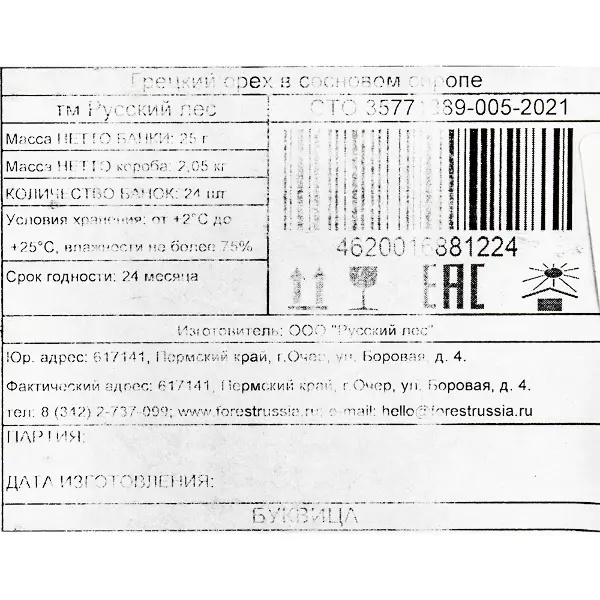 Грецкий орех в сосновом сиропе
тм Русский лес
СТО 35771389-005-2021
Масса НЕТТО БАНКИ: 25 г
Масса НЕТТО короба: 2,05 кг
КОЛИЧЕСТВО БАНОК: 24 шт
Условия хранения: от +2°С до
+25°С, влажности не более 75%
Срок годности: 24 месяца
4620016881224
EAC
Изготовитель: ООО "Русский лес"
Юр. адрес: 617141, Пермский край, г.Очер, ул. Боровая, д. 4.
Фактический адрес: 617141, Пермский край, г.Очер, ул. Боровая, д. 4.
тел: 8 (312) 2-737-099; www.forestrussia.ru; e-mail: hello@forestrussia.ru
ПАРТИЯ:
ДАТА ИЗГОТОВЛЕНИЯ:
БУКВИЦА